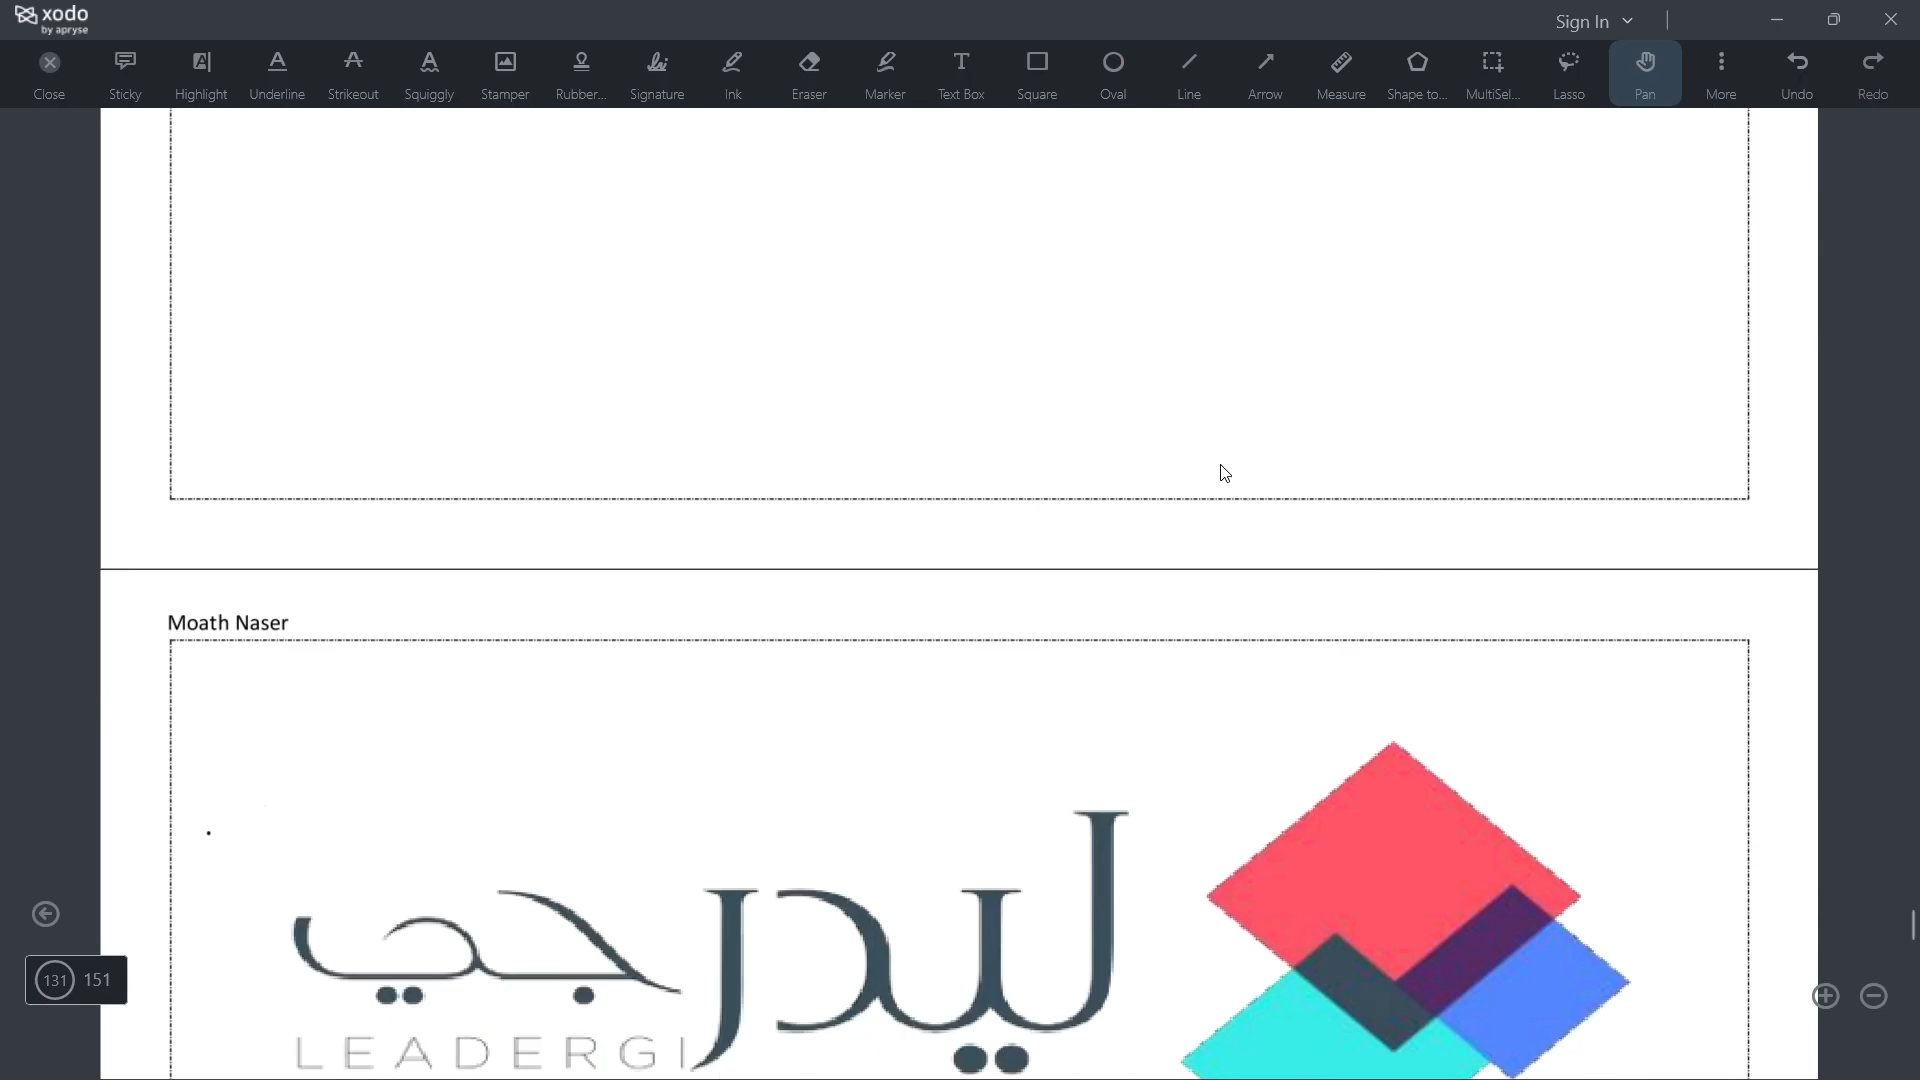 xodo
by apryse
Sign In
Close
Sticky
Highlight
Underline
Strikeout
Squiggly
Stamper
Rubber...
Signature
Ink
Eraser
Marker
Text Box
Square
Oval
Line
Arrow
Measure
Shape to...
MultiSel...
Lasso
Pan
More
Undo
Redo
Moath Naser
ليدرجي
LEADERGI
131 151